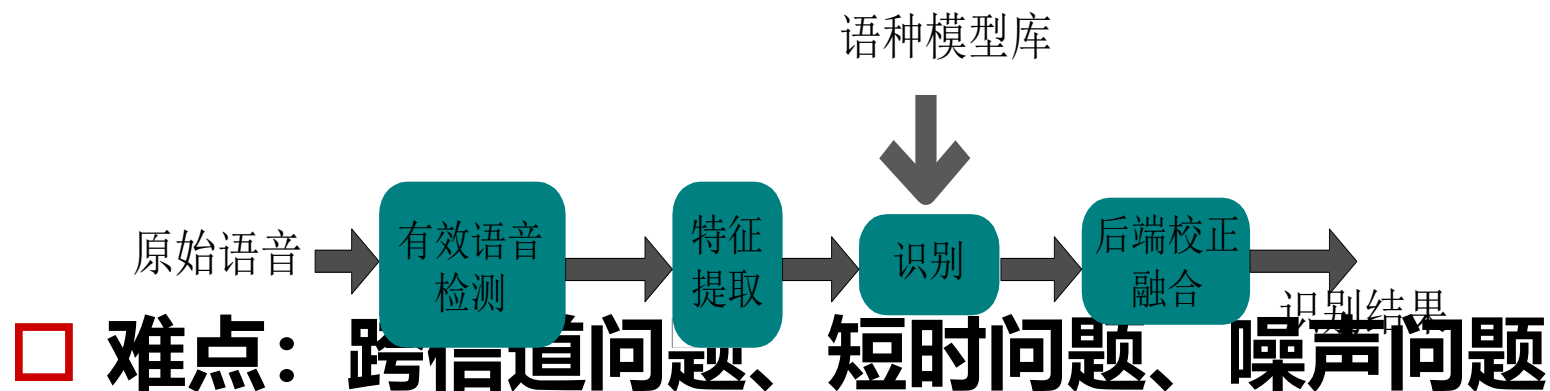 语种模型库
原始语音
有效语音
检测
特征
提取
识别
后端校正
融合
识别结果
难点：跨信道问题、短时问题、噪声问题